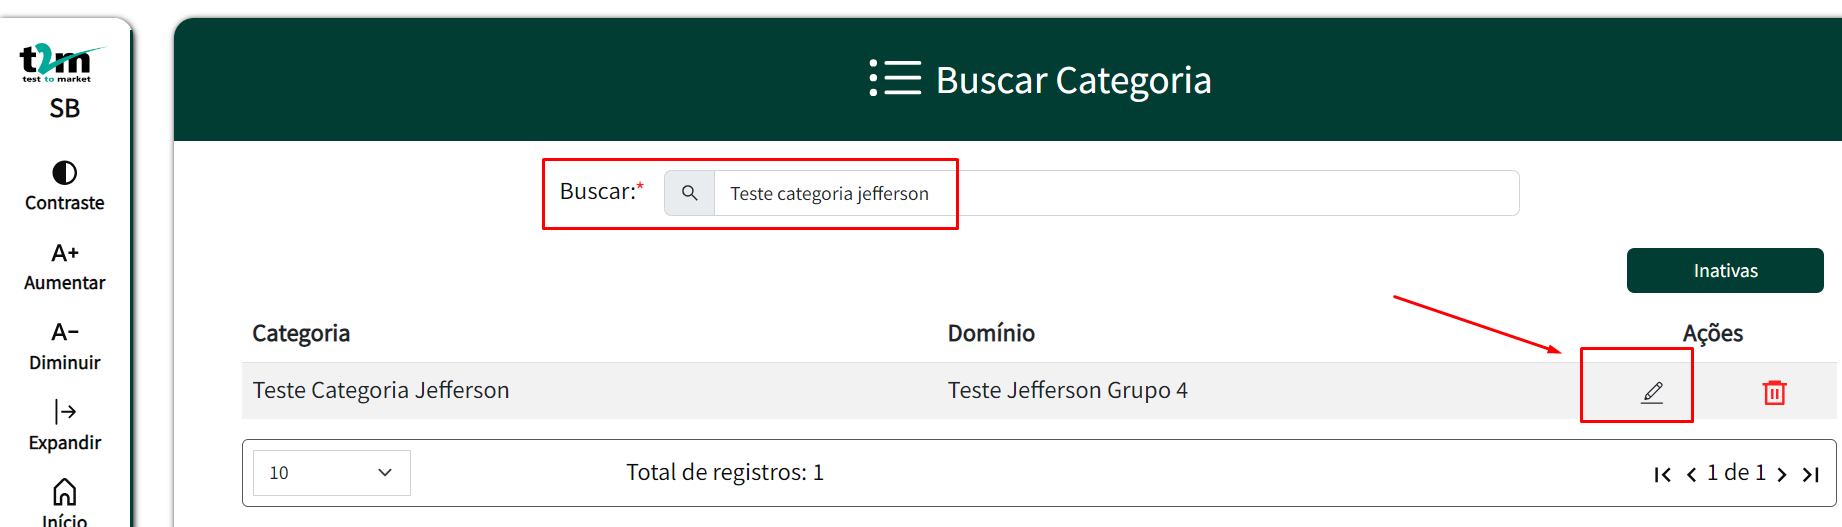 t2m
test to market
SB
Contraste
A+
Aumentar
A-
Diminuir
Expandir
Início
Buscar Categoria
Buscar:* Teste categoria jefferson
Inativas
Categoria Domínio Ações
Teste Categoria Jefferson Teste Jefferson Grupo 4
10 Total de registros: 1 1 de 1